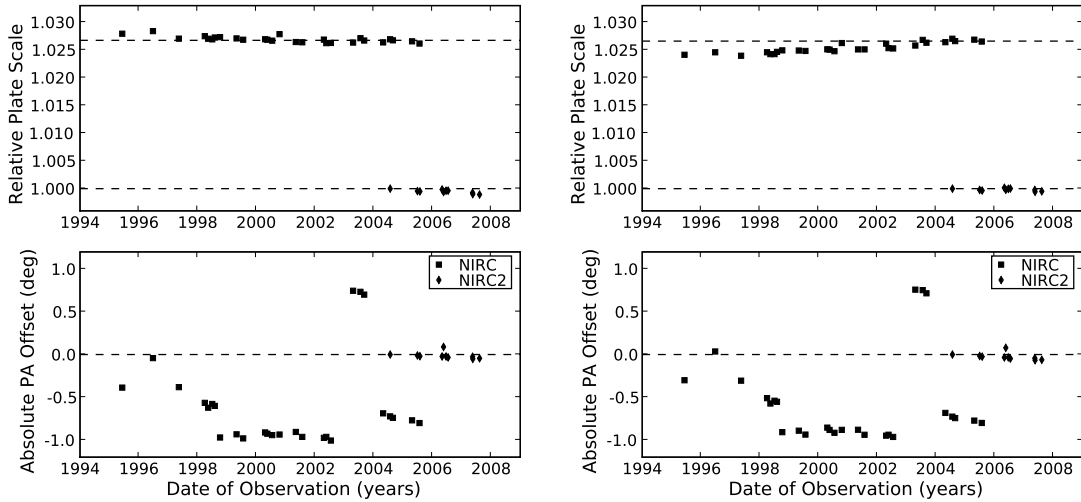 1.030
1.025
1.020
1.015
1.010
1.005
1.000
Relative Plate Scale
1994 1996 1998 2000 2002 2004 2006 2008
1.030
1.025
1.020
1.015
1.010
1.005
1.000
Relative Plate Scale
1994 1996 1998 2000 2002 2004 2006 2008
1.0
0.5
0.0
-0.5
-1.0
Absolute PA Offset (deg)
NIRC
NIRC2
1994 1996 1998 2000 2002 2004 2006 2008
Date of Observation (years)
1.0
0.5
0.0
-0.5
-1.0
Absolute PA Offset (deg)
NIRC
NIRC2
1994 1996 1998 2000 2002 2004 2006 2008
Date of Observation (years)